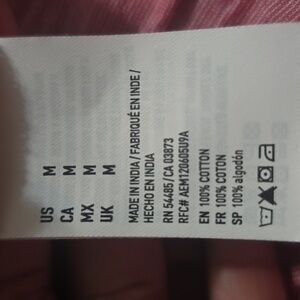 US M
CA M
MX M
UK M
MADE IN INDIA / FABRIQUÉ EN INDE /
HECHO EN INDIA
RN 54485/CA 03873
RFC# AEM120605U9A
EN 100% COTTON
FR 100% COTON
SP 100% algodón